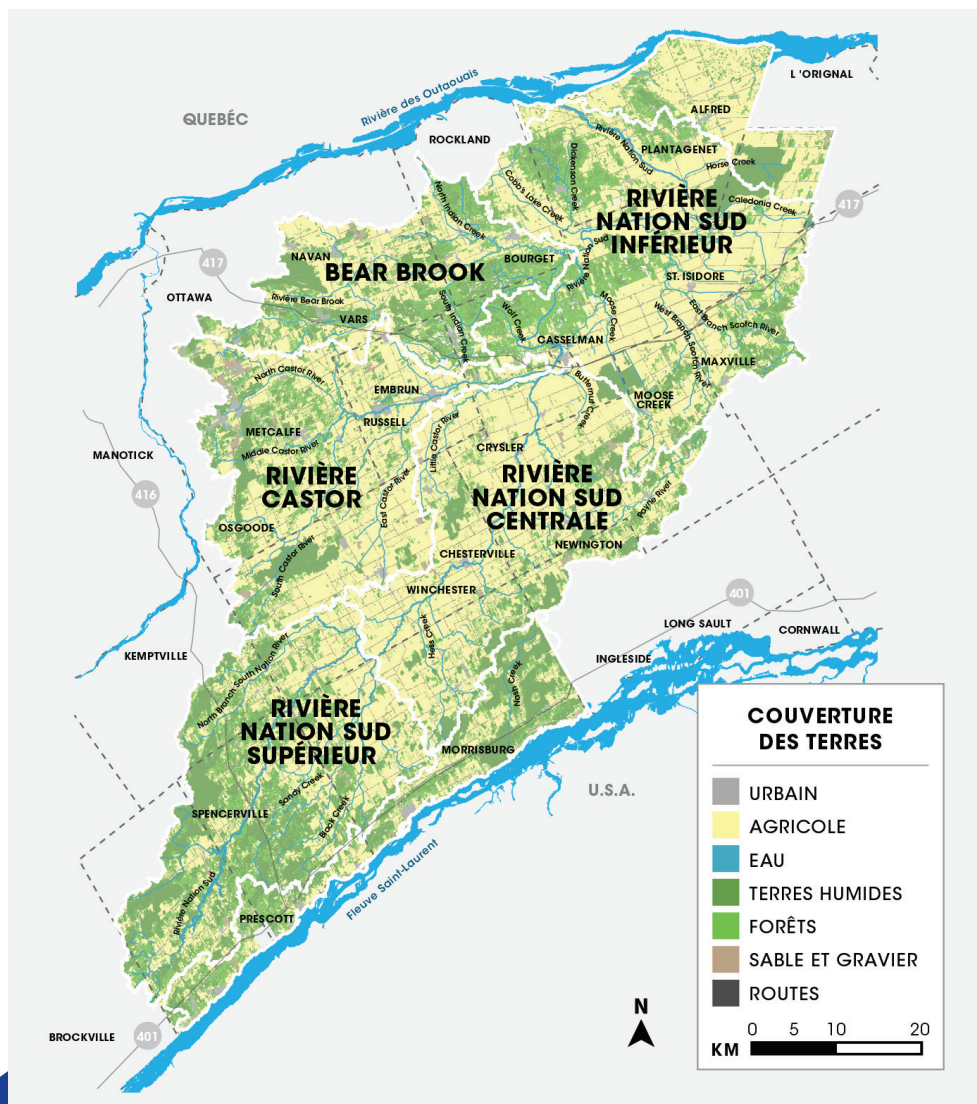 L 'ORIGNAL
Rivière des Outaouais
QUEBÉC
ALFRED
ROCKLAND
Rivière Nation Sud
PLANTAGENET
Dickenson Creek
Horse Creek
Cobb's Lake Creek
North Indian Creek
Caledonia Creek
417
RIVIÈRE
NATION SUD
INFÉRIEUR
NAVAN
BOURGET
Rivière Nation Sud
417
BEAR BROOK
ST. ISIDORE
OTTAWA
Rivière Bear Brook
South Indian Creek
Wolf Creek
Moose Creek
West Branch Scotch River
East Branch Scotch River
VARS
CASSELMAN
MAXVILLE
North Castor River
EMBRUN
Butternut Creek
MOOSE
CREEK
RUSSELL
Little Castor River
METCALFE
Middle Castor River
CRYSLER
MANOTICK
RIVIÈRE
CASTOR
RIVIÈRE
NATION SUD
CENTRALE
416
East Castor River
Payne River
OSGOODE
NEWINGTON
South Castor River
CHESTERVILLE
WINCHESTER
401
LONG SAULT
CORNWALL
Hess Creek
KEMPTVILLE
INGLESIDE
North Branch South Nation River
Nash Creek
RIVIÈRE
NATION SUD
SUPÉRIEUR
MORRISBURG
U.S.A.
Sandy Creek
SPENCERVILLE
Black Creek
Rivière Nation Sud
Fleuve Saint-Laurent
PRÉSCOTT
BROCKVILLE
401
COUVERTURE
DES TERRES
URBAIN
AGRICOLE
EAU
TERRES HUMIDES
FORÊTS
SABLE ET GRAVIER
ROUTES
N
0 5 10 20
KM